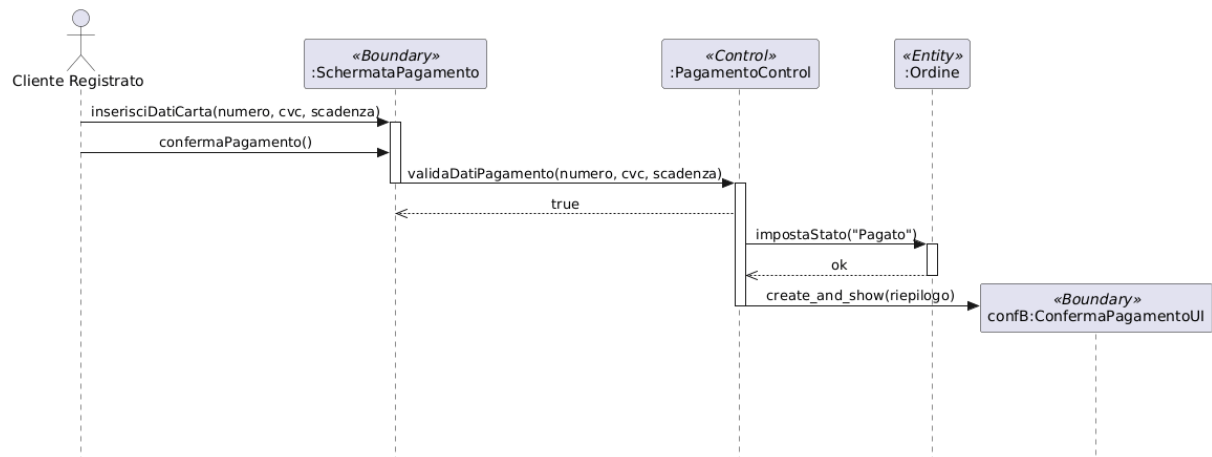 «Boundary»
:SchermataPagamento
«Control»
:PagamentoControl
«Entity»
:Ordine
Cliente Registrato
inserisciDatiCarta(numero, cvc, scadenza)
confermaPagamento()
validaDatiPagamento(numero, cvc, scadenza)
true
impostaStato("Pagato")
ok
create_and_show(riepilogo)
«Boundary»
confB:ConfermaPagamentoUI